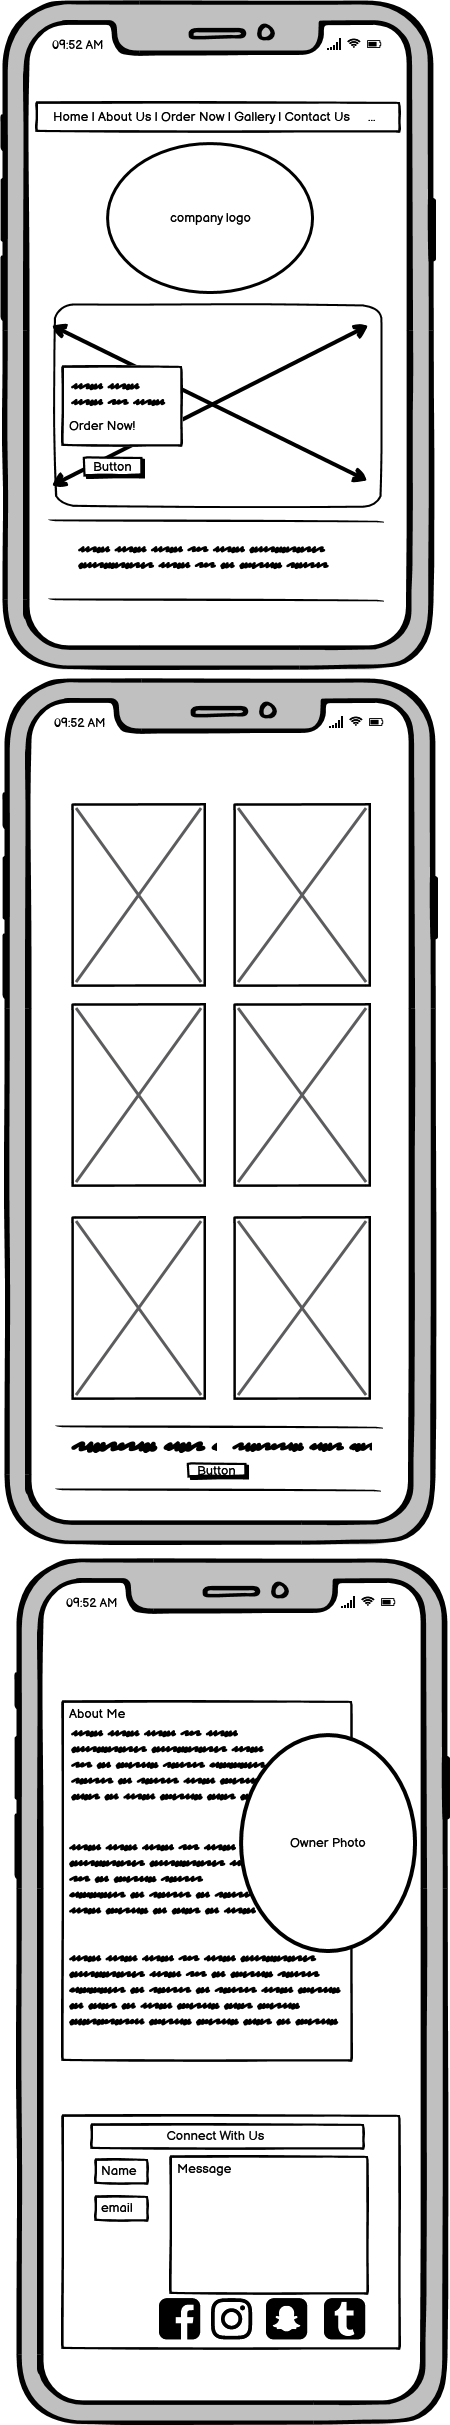 09:52 AM
Home | About Us | Order Now | Gallery | Contact Us ...
company logo
Order Now!
Button
09:52 AM
Button
09:52 AM
About Me
Owner Photo
Connect With Us
Name
Message
email